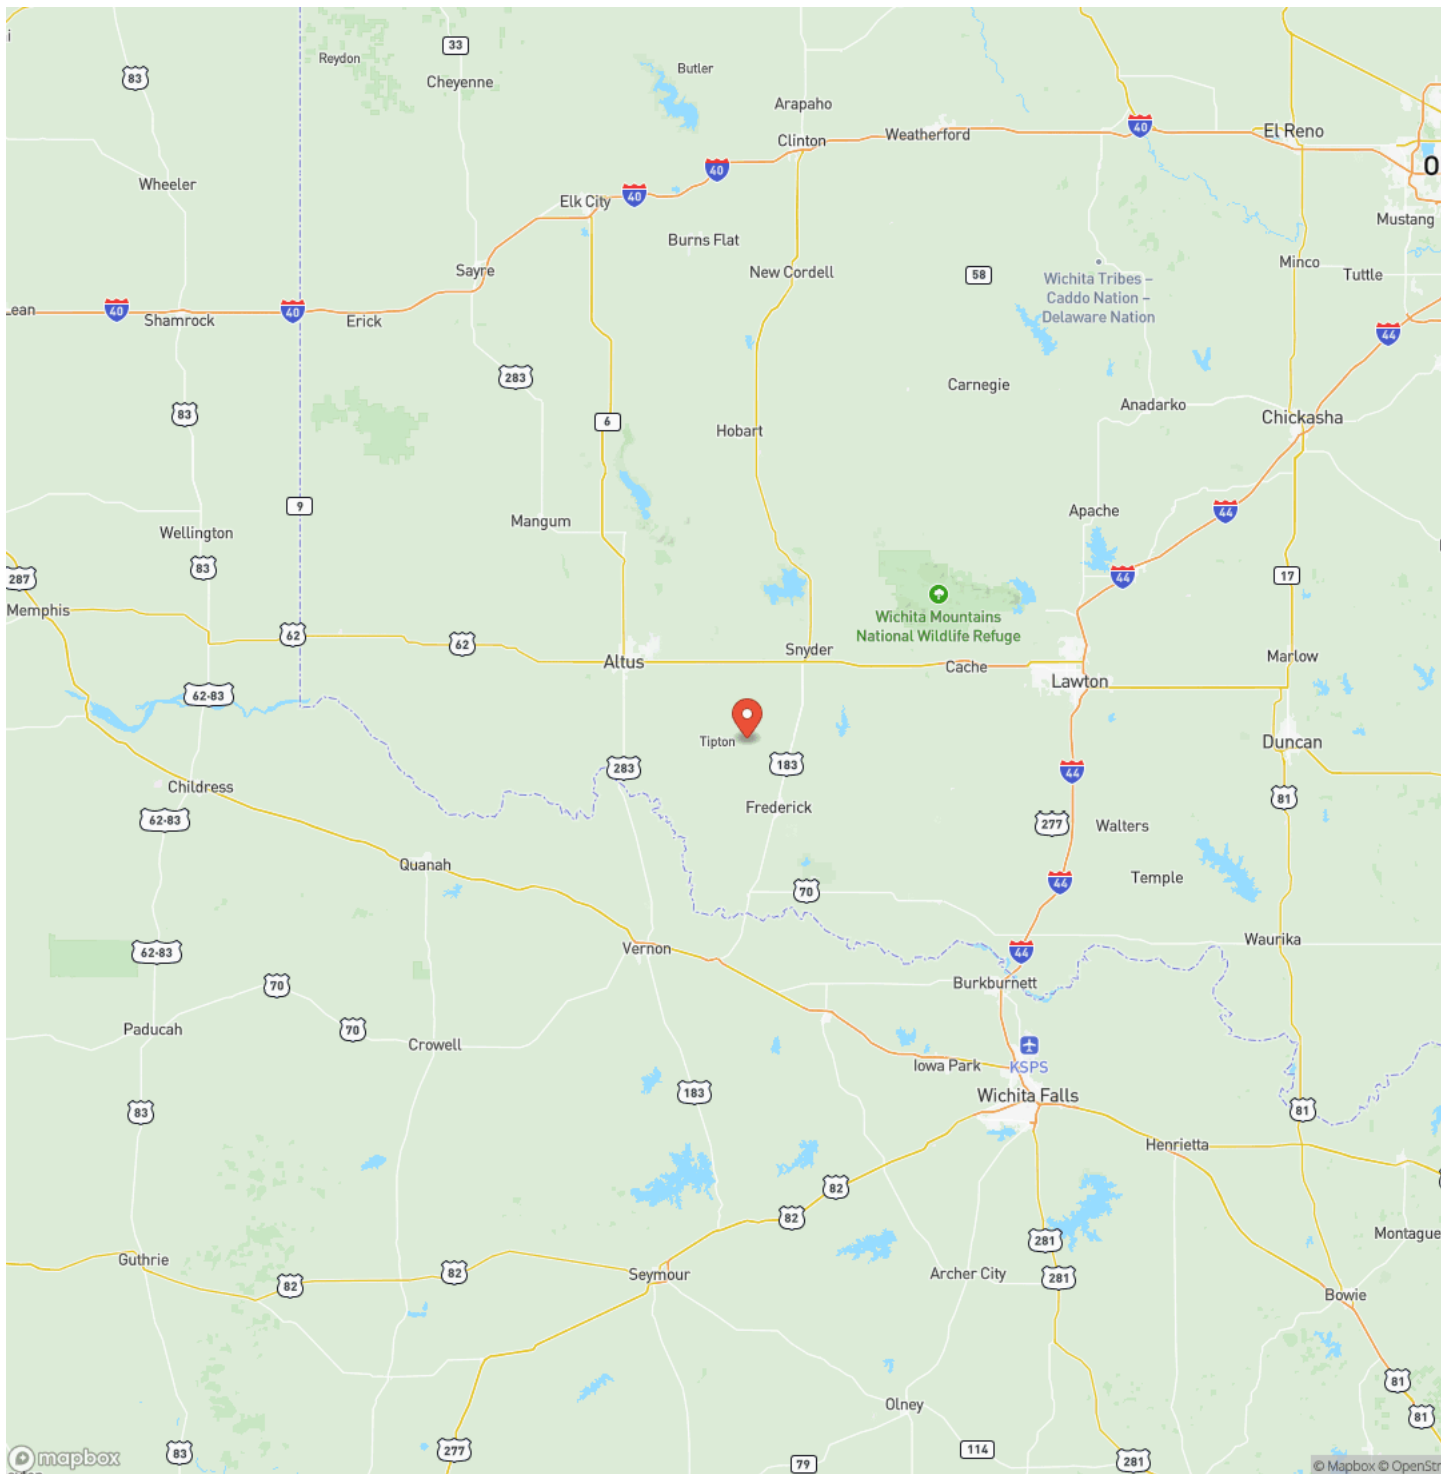 i
33
Reydon
83
Cheyenne
Butler
Arapaho
Clinton
Weatherford
40
El Reno
40
O
Wheeler
40
Elk City
Mustang
Burns Flat
Sayre
New Cordell
58
Minco
Tuttle
Wichita Tribes –
Caddo Nation –
Delaware Nation
Lean
40
Shamrock
40
Erick
44
283
Carnegie
Anadarko
83
6
Hobart
Chickasha
9
Mangum
Apache
44
Wellington
83
287
44
17
Memphis
Wichita Mountains
National Wildlife Refuge
62
62
Snyder
Altus
Cache
Marlow
Lawton
62-83
Tipton
Duncan
283
183
44
Childress
81
62-83
Frederick
277
Walters
Quanah
70
44
Temple
62-83
Vernon
44
Waurika
70
Burkburnett
Paducah
70
Crowell
KSPS
Iowa Park
183
Wichita Falls
83
81
Henrietta
82
82
281
Montague
Guthrie
82
Seymour
Archer City
281
82
Bowie
81
Olney
81
mapbox
83
277
79
114
281
© Mapbox © OpenStr